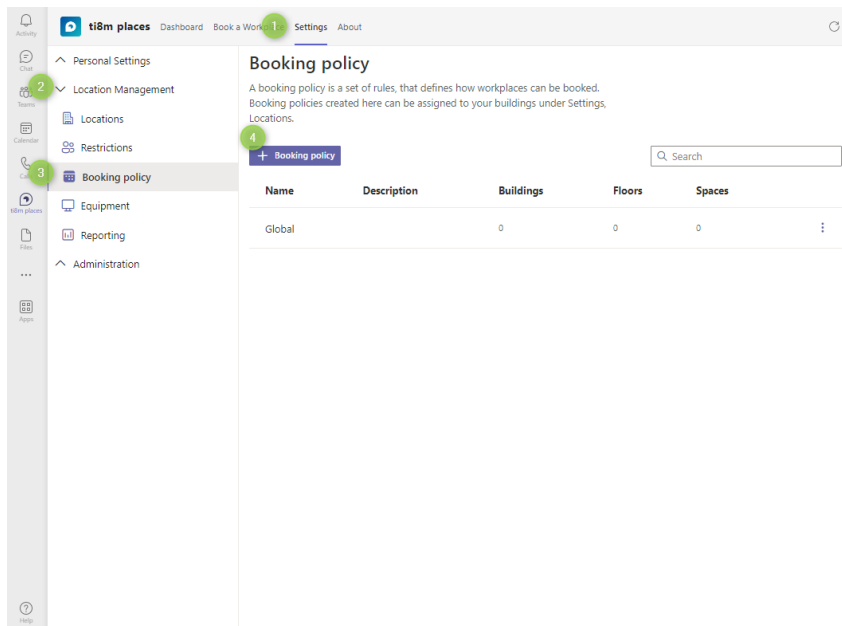 Activity
Chat
Teams
Calendar
Ca
ti8m places
Files
...
Apps
Help
ti8m places Dashboard Book a Work 1 Settings About
Personal Settings
2 Location Management
Locations
Restrictions
3 Booking policy
Equipment
Reporting
Administration
Booking policy
A booking policy is a set of rules, that defines how workplaces can be booked.
Booking policies created here can be assigned to your buildings under Settings,
Locations.
4
+ Booking policy
Search
Name Description Buildings Floors Spaces
Global 0 0 0